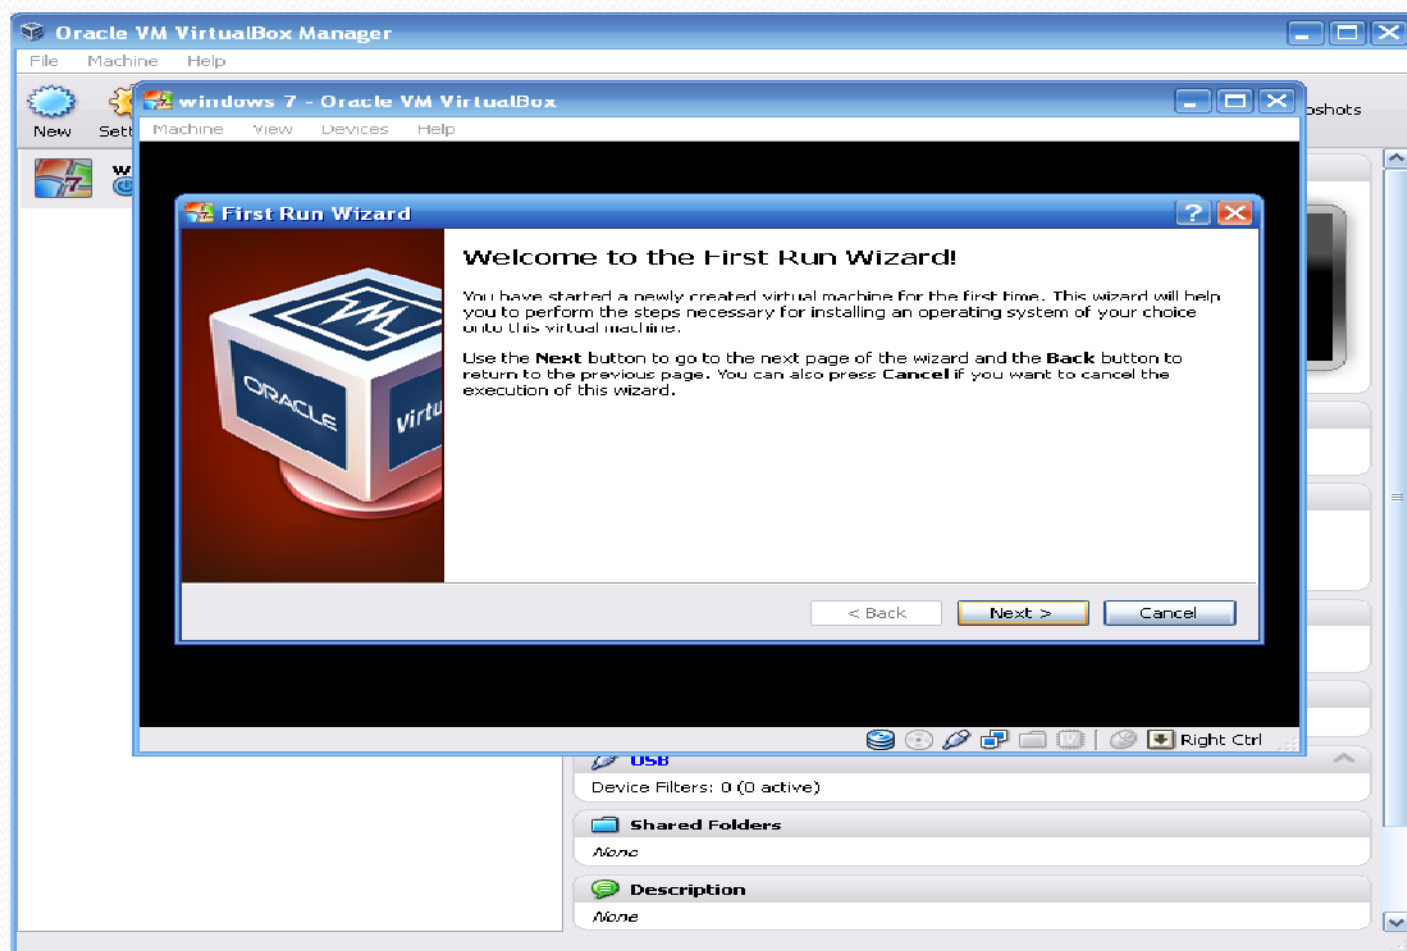 Oracle VM VirtualBox Manager
File Machine Help
New
windows 7 - Oracle VM VirtualBox
Machine View Devices Help
First Run Wizard
ORACLE
Welcome to the First Run Wizard!
You have started a newly created virtual machine for the first time. This wizard will help
you to perform the steps necessary for installing an operating system of your choice
onto this virtual machine.
Use the Next button to go to the next page of the wizard and the Back button to
return to the previous page. You can also press Cancel if you want to cancel the
execution of this wizard.
< Back Next > Cancel
Right Ctrl
USB
Device Filters: 0 (0 active)
Shared Folders
None
Description
None